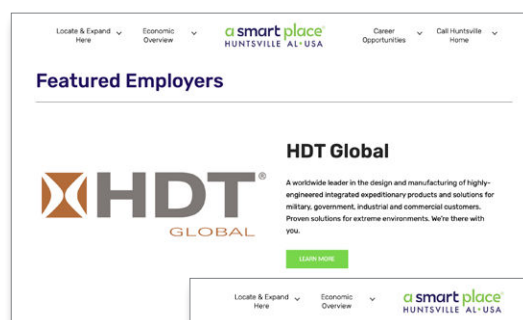 Locate & Expand Here
Economic Overview
a smart place
HUNTSVILLE AL•USA
Career Opportunities
Call Huntsville Home
Featured Employers
HDT®
GLOBAL
HDT Global
A worldwide leader in the design and manufacturing of highly-
engineered integrated expeditionary products and solutions for
military, government, industrial and commercial customers.
Proven solutions for extreme environments. We're there with
you.
LEARN MORE
Locate & Expand Here
Economic Overview
a smart place
HUNTSVILLE AL•USA